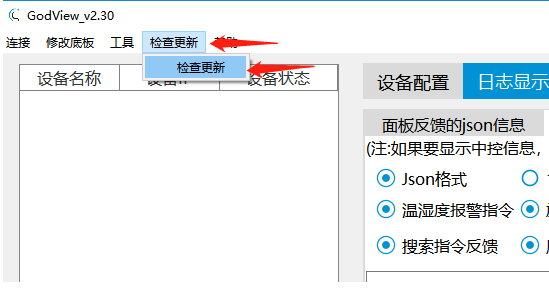 GodView_v2.30
连接 修改底板 工具 检查更新
检查更新
设备名称 设备状态
设备配置 日志显示
面板反馈的json信息
(注:如果要显示中控信息，
Json格式
温湿度报警指令
搜索指令反馈